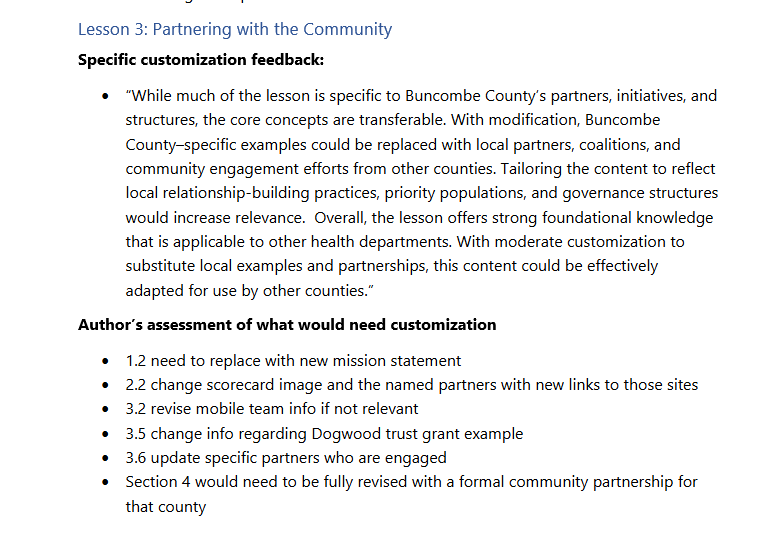 Lesson 3: Partnering with the Community
Specific customization feedback:
• “While much of the lesson is specific to Buncombe County’s partners, initiatives, and
structures, the core concepts are transferable. With modification, Buncombe
County–specific examples could be replaced with local partners, coalitions, and
community engagement efforts from other counties. Tailoring the content to reflect
local relationship-building practices, priority populations, and governance structures
would increase relevance.  Overall, the lesson offers strong foundational knowledge
that is applicable to other health departments. With moderate customization to
substitute local examples and partnerships, this content could be effectively
adapted for use by other counties.”
Author’s assessment of what would need customization
• 1.2 need to replace with new mission statement
• 2.2 change scorecard image and the named partners with new links to those sites
• 3.2 revise mobile team info if not relevant
• 3.5 change info regarding Dogwood trust grant example
• 3.6 update specific partners who are engaged
• Section 4 would need to be fully revised with a formal community partnership for
that county